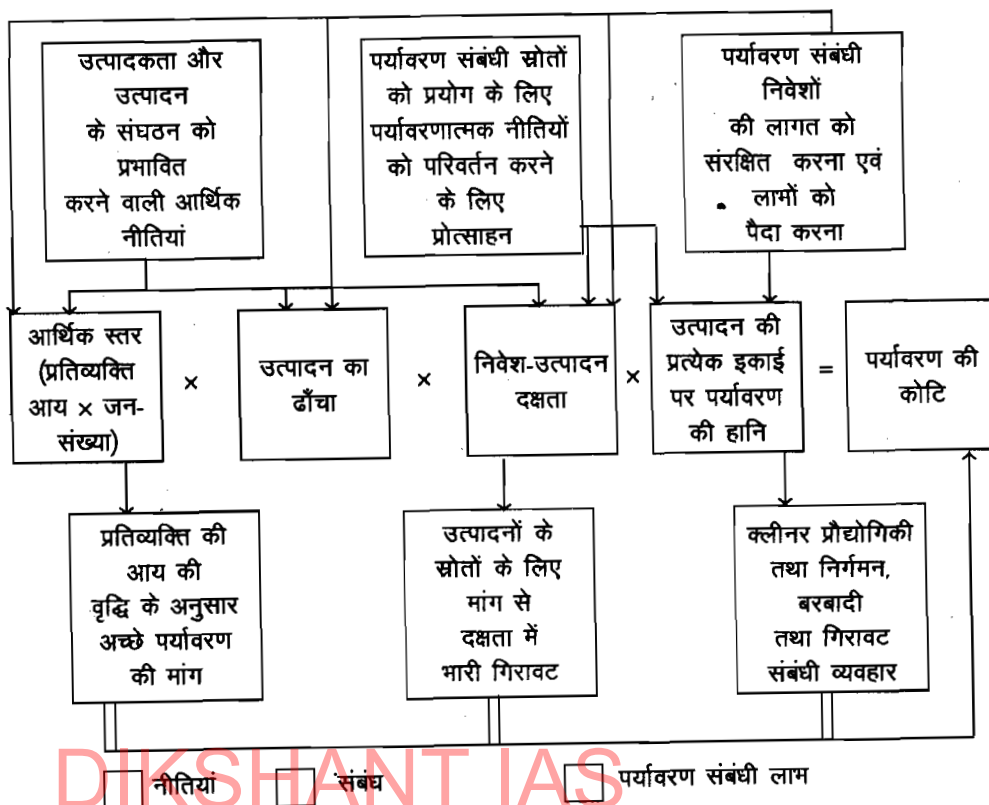 उत्पादकता और
उत्पादन
के संघठन को
प्रभावित
करने वाली आर्थिक
नीतियां
पर्यावरण संबंधी स्रोतों
को प्रयोग के लिए
पर्यावरणात्मक नीतियों
को परिवर्तन करने
के लिए
प्रोत्साहन
पर्यावरण संबंधी
निवेशों
की लागत को
संरक्षित करना एवं
लाभों को
पैदा करना
आर्थिक स्तर
(प्रतिव्यक्ति
आय × जन-
संख्या)
×
उत्पादन का
ढाँचा
×
निवेश-उत्पादन
दक्षता
×
उत्पादन की
प्रत्येक इकाई
पर पर्यावरण
की हानि
=
पर्यावरण की
कोटि
प्रतिव्यक्ति की
आय की
वृद्धि के अनुसार
अच्छे पर्यावरण
की मांग
उत्पादनों के
स्रोतों के लिए
मांग से
दक्षता में
भारी गिरावट
क्लीनर प्रौद्योगिकी
तथा निर्गमन,
बरबादी
तथा गिरावट
संबंधी व्यवहार
DIKSHANT IAS
नीतियां
संबंध
पर्यावरण संबंधी लाभ